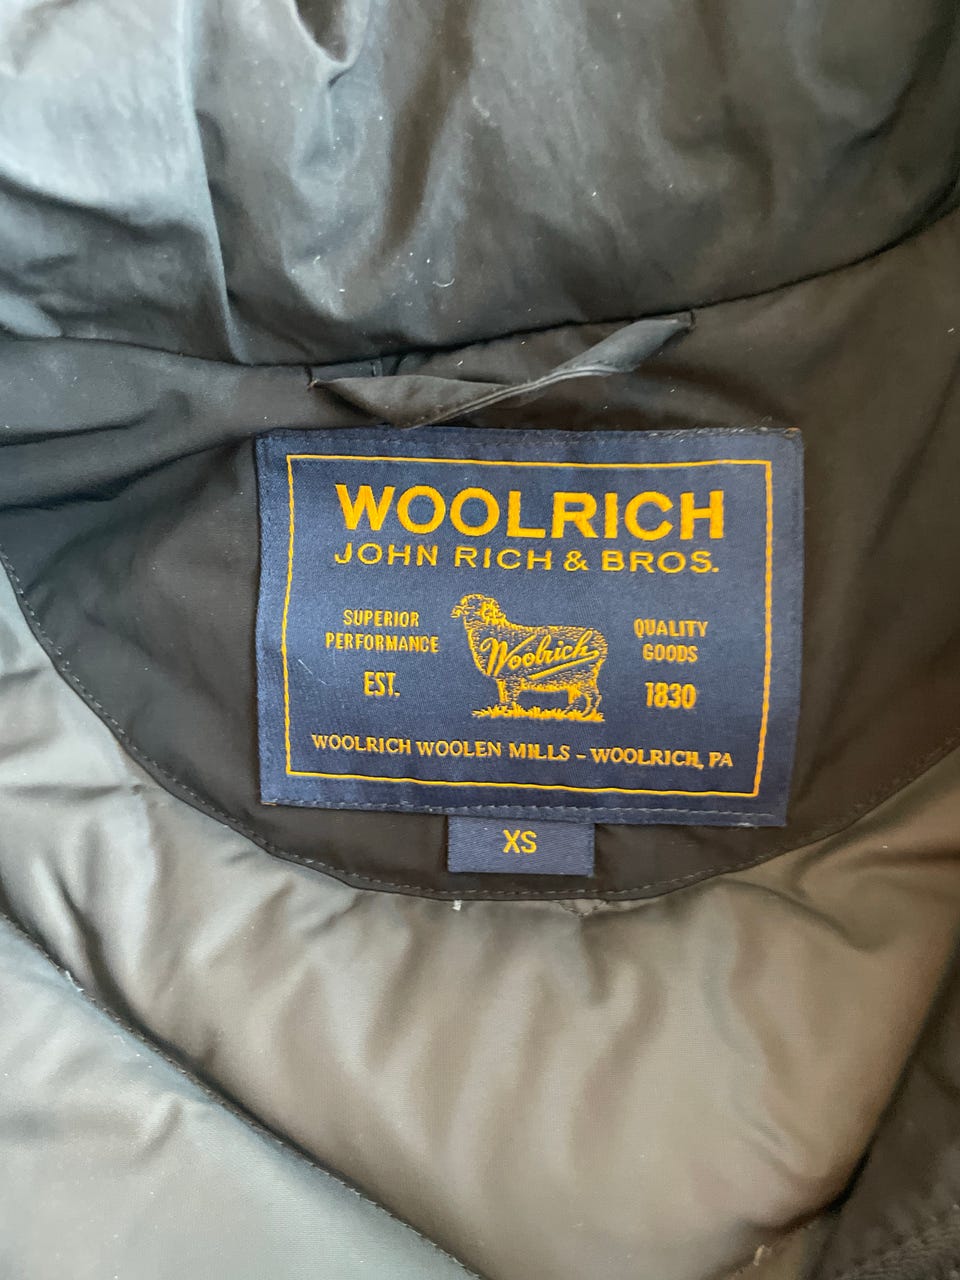 WOOLRICH
JOHN RICH & BROS.
SUPERIOR
PERFORMANCE
EST.
Woolrich
QUALITY
GOODS
1830
WOOLRICH WOOLEN MILLS - WOOLRICH, PA
XS